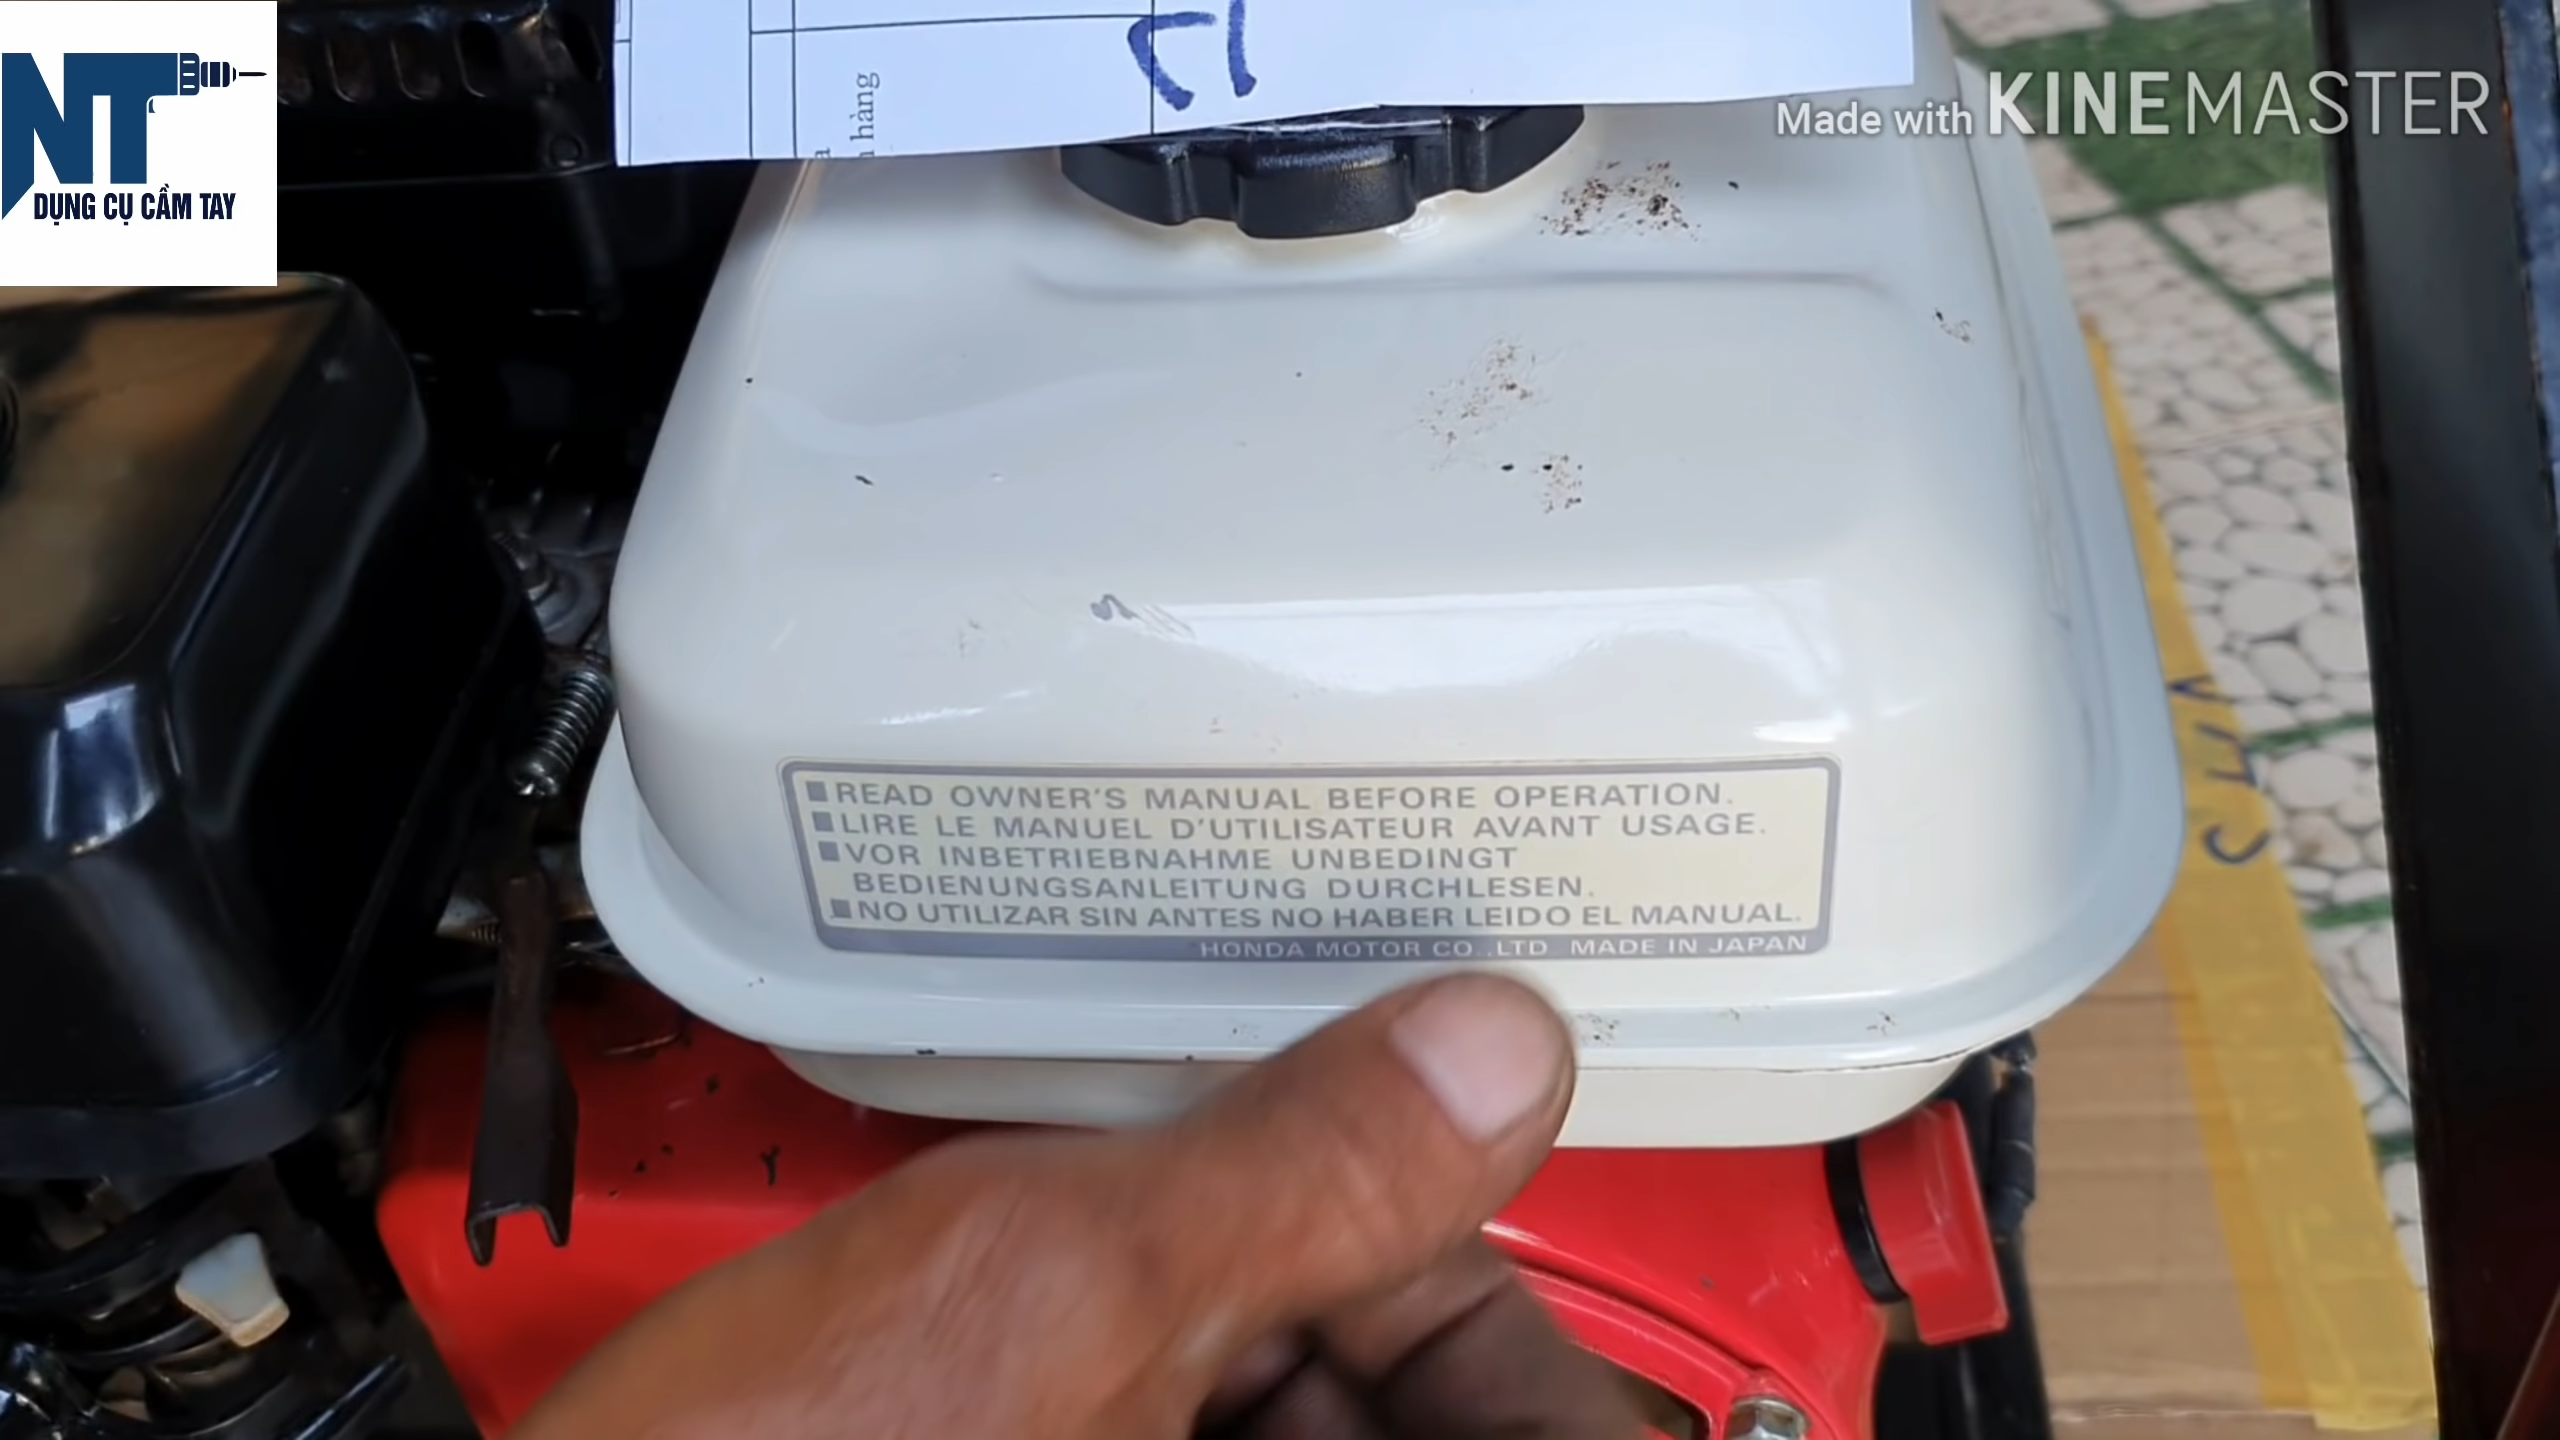 NT
DỤNG CỤ CẦM TAY
hàng
Made with KINEMASTER
READ OWNER'S MANUAL BEFORE OPERATION.
LIRE LE MANUEL D'UTILISATEUR AVANT USAGE.
VOR INBETRIEBNAHME UNBEDINGT
BEDIENUNGSANLEITUNG DURCHLESEN.
NO UTILIZAR SIN ANTES NO HABER LEIDO EL MANUAL.
HONDA MOTOR CO.,LTD MADE IN JAPAN